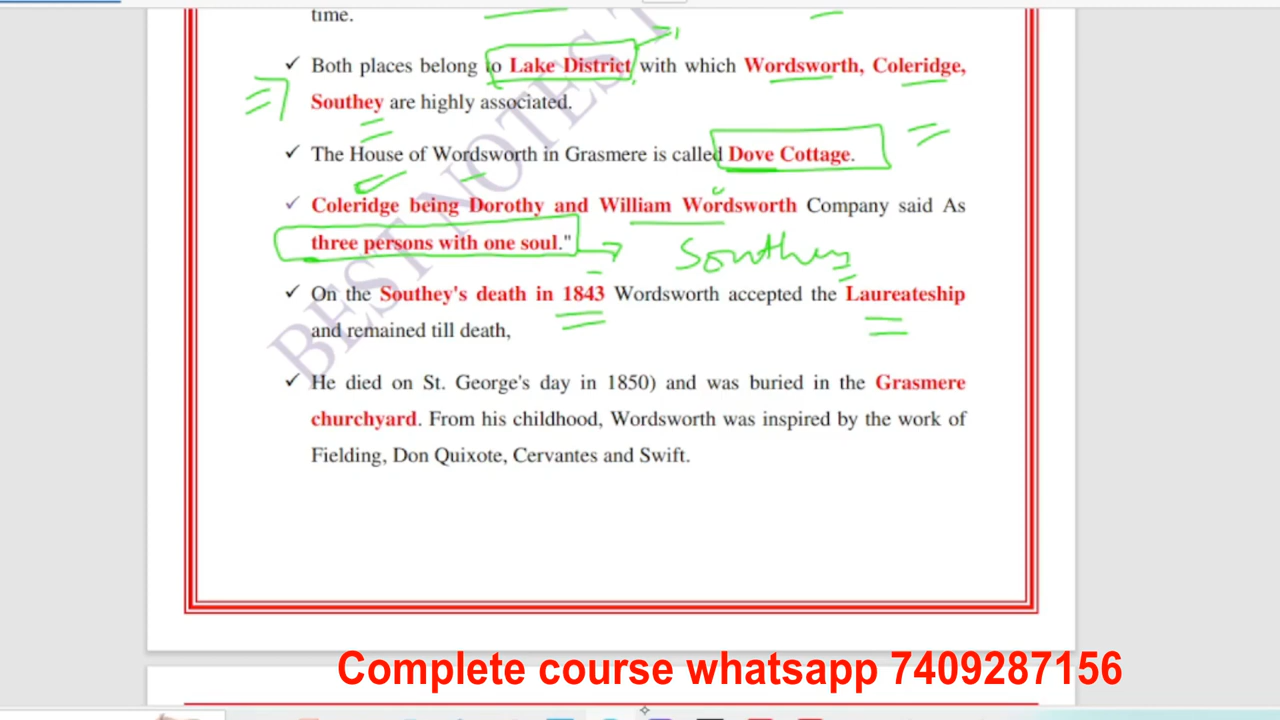 time.
✓ Both places belong to Lake District with which Wordsworth, Coleridge,
Southey are highly associated.
✓ The House of Wordsworth in Grasmere is called Dove Cottage.
✓ Coleridge being Dorothy and William Wordsworth Company said As
three persons with one soul."
Southey
✓ On the Southey's death in 1843 Wordsworth accepted the Laureateship
and remained till death,
✓ He died on St. George's day in 1850) and was buried in the Grasmere
churchyard. From his childhood, Wordsworth was inspired by the work of
Fielding, Don Quixote, Cervantes and Swift.
BEST NOTES
Complete course whatsapp 7409287156